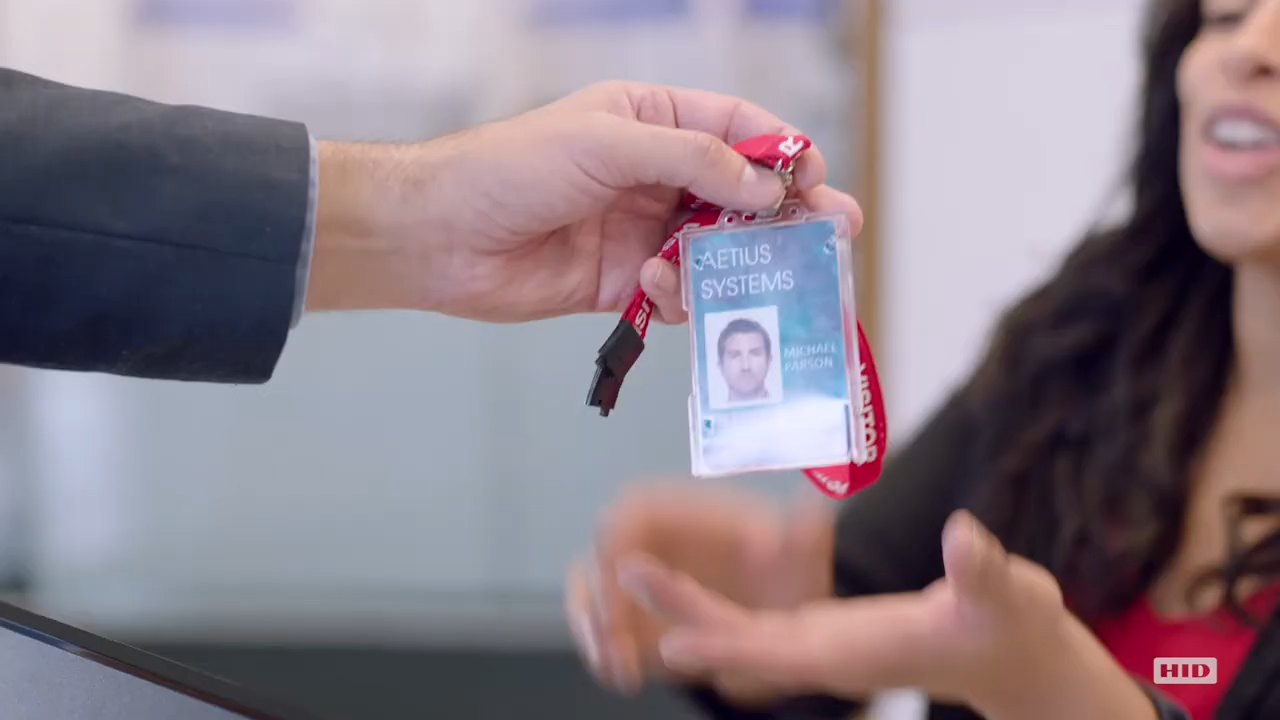 AETIUS
SYSTEMS
MICHAEL
PARSON
VISITOR
HID